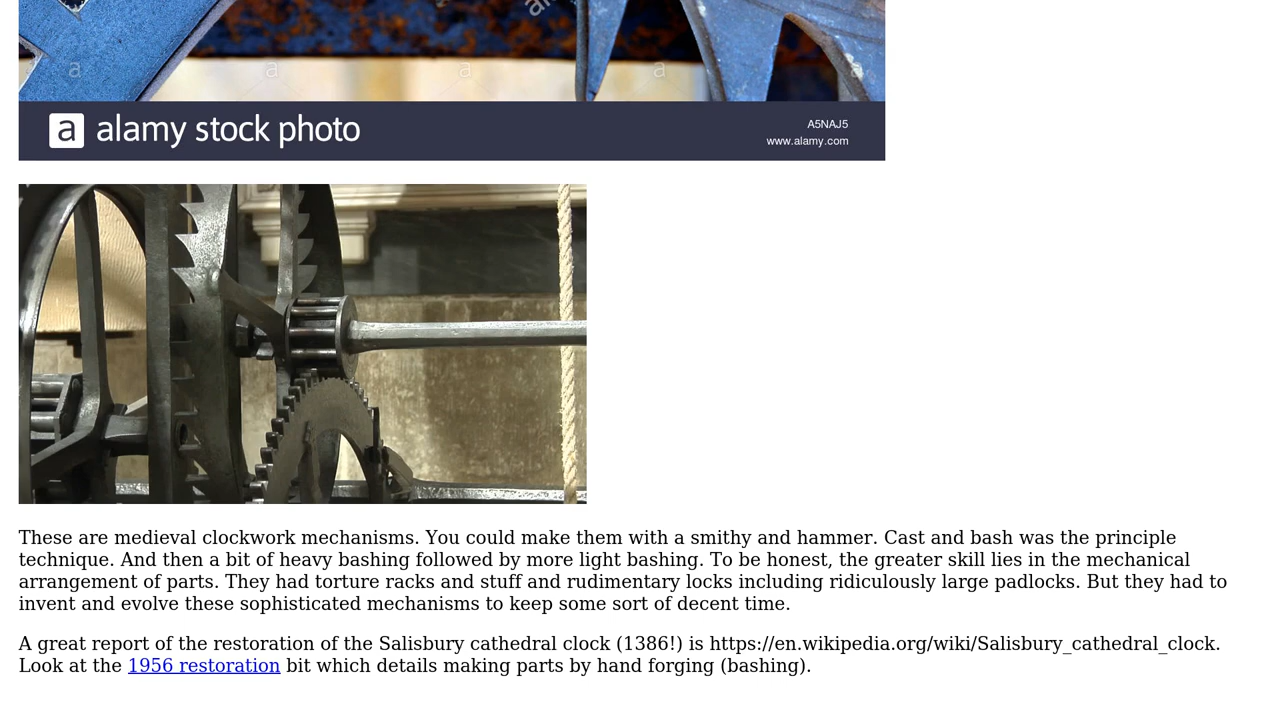 a
a
a
a
a
a alamy stock photo
A5NAJ5
www.alamy.com
These are medieval clockwork mechanisms. You could make them with a smithy and hammer. Cast and bash was the principle
technique. And then a bit of heavy bashing followed by more light bashing. To be honest, the greater skill lies in the mechanical
arrangement of parts. They had torture racks and stuff and rudimentary locks including ridiculously large padlocks. But they had to
invent and evolve these sophisticated mechanisms to keep some sort of decent time.
A great report of the restoration of the Salisbury cathedral clock (1386!) is https://en.wikipedia.org/wiki/Salisbury_cathedral_clock.
Look at the 1956 restoration bit which details making parts by hand forging (bashing).